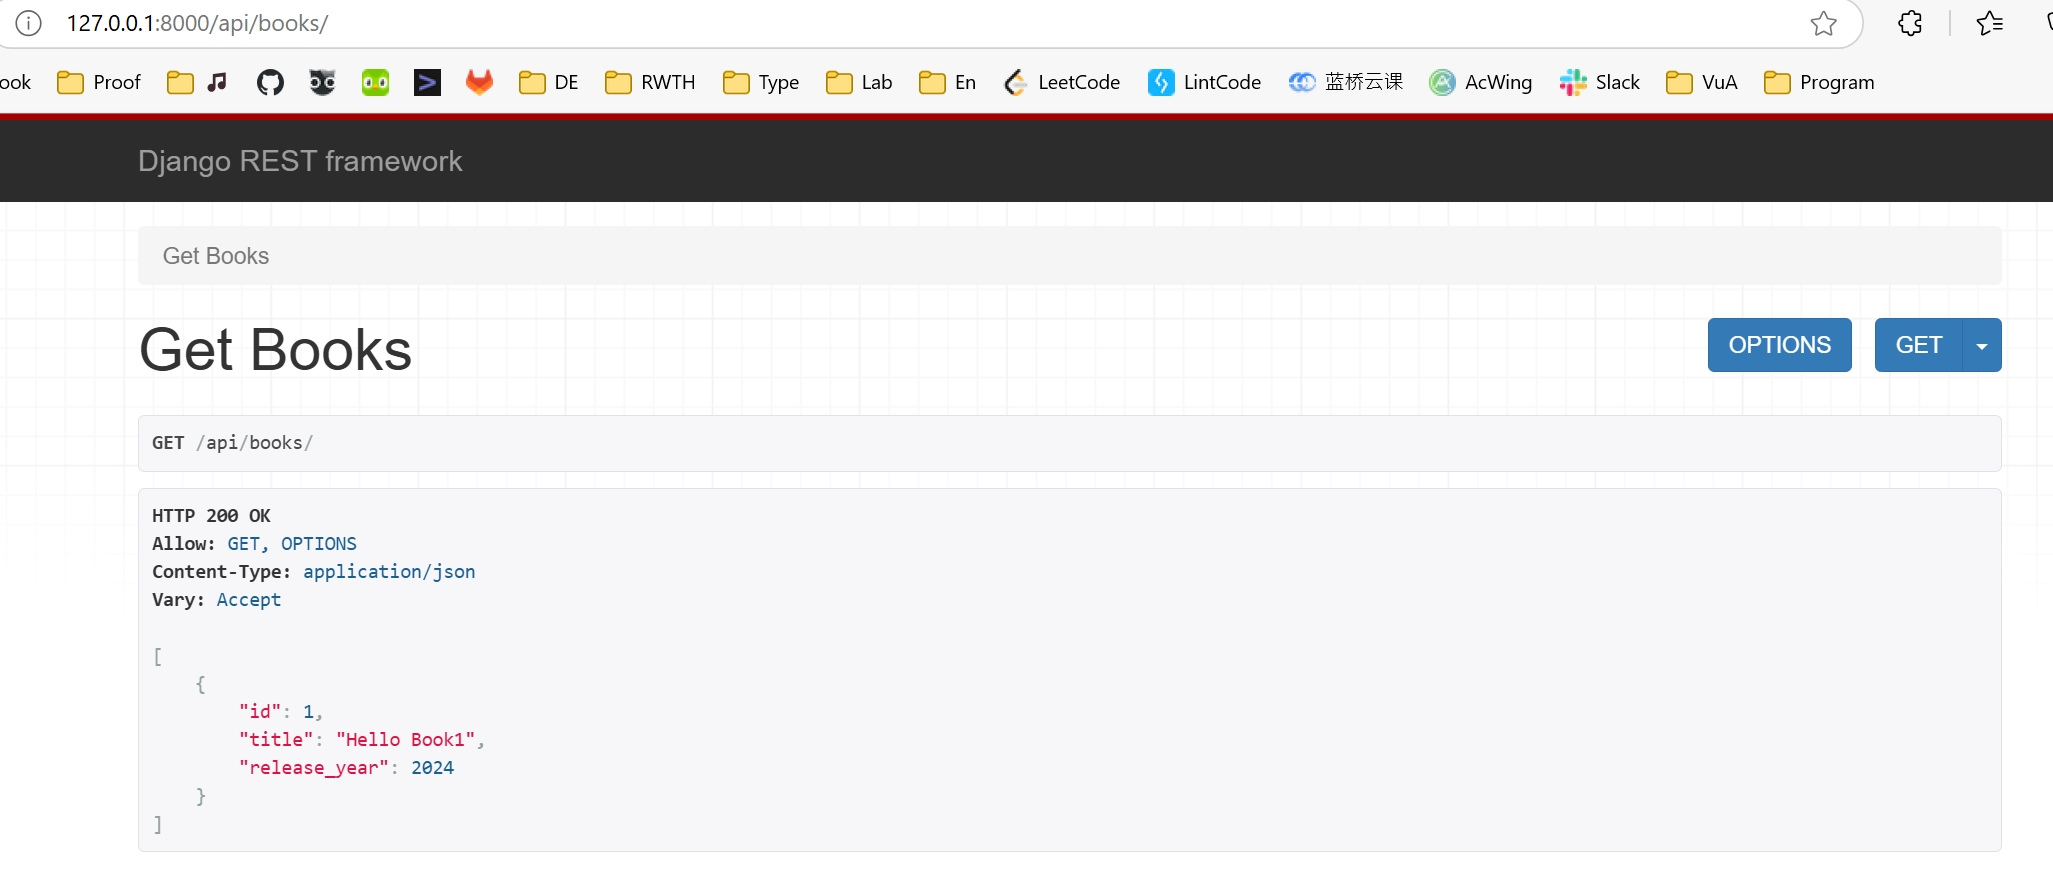 127.0.0.1:8000/api/books/
ook Proof DE RWTH Type Lab En LeetCode LintCode 蓝桥云课 AcWing Slack VuA Program
Django REST framework
Get Books
Get Books OPTIONS GET
GET /api/books/
HTTP 200 OK
Allow: GET, OPTIONS
Content-Type: application/json
Vary: Accept
[
    {
        "id": 1,
        "title": "Hello Book1",
        "release_year": 2024
    }
]